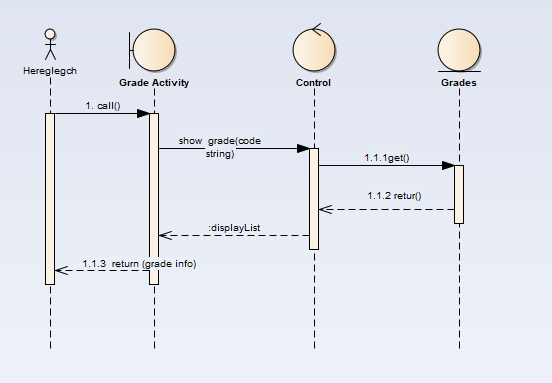 Hereglegch
Grade Activity
Control
Grades
1. call()
show grade(code
string)
1.1.1get()
1.1.2 retur()
:displayList
1.1.3 return (grade info)